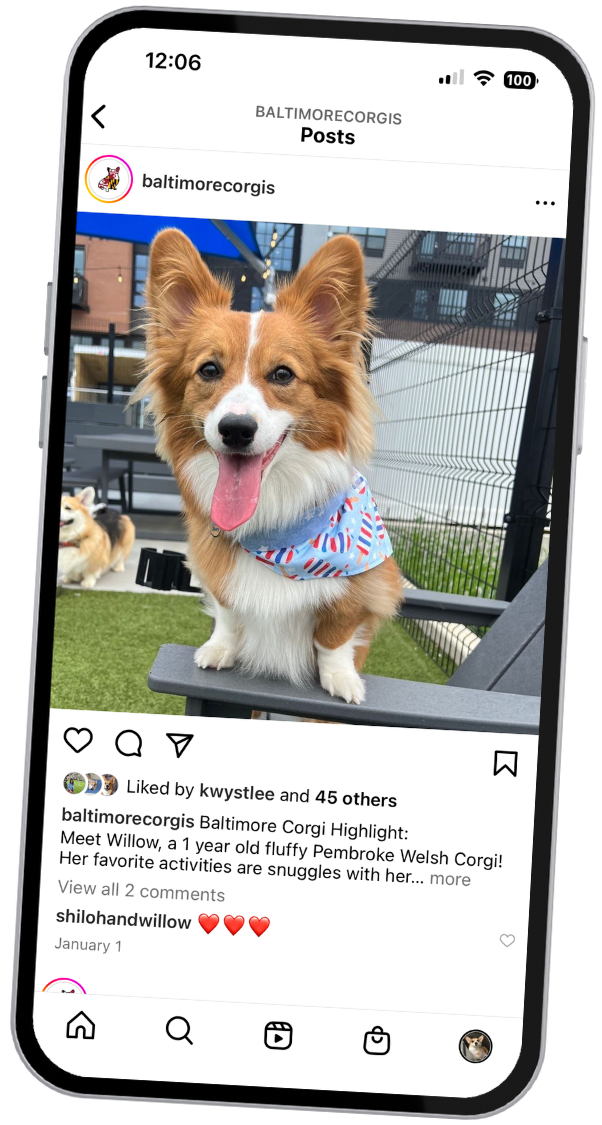 12:06
100
BALTIMORECORGIS
Posts
baltimorecorgis
Liked by kwystlee and 45 others
baltimorecorgis Baltimore Corgi Highlight:
Meet Willow, a 1 year old fluffy Pembroke Welsh Corgi!
Her favorite activities are snuggles with her... more
View all 2 comments
shilohandwillow ❤️❤️❤️
January 1